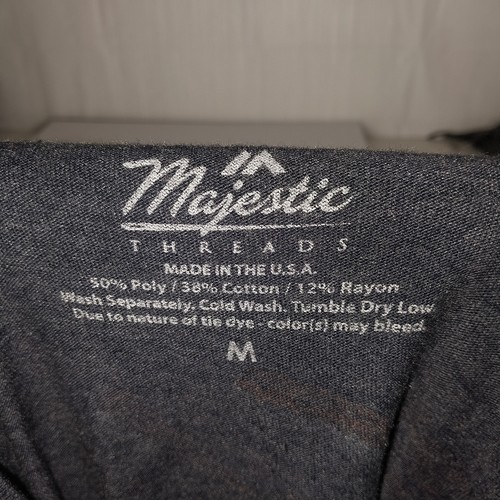 Majestic
THREADS
MADE IN THE U.S.A.
50% Poly / 38% Cotton / 12% Rayon
Wash Separately. Cold Wash. Tumble Dry Low
Due to nature of tie dye - color(s) may bleed.
M